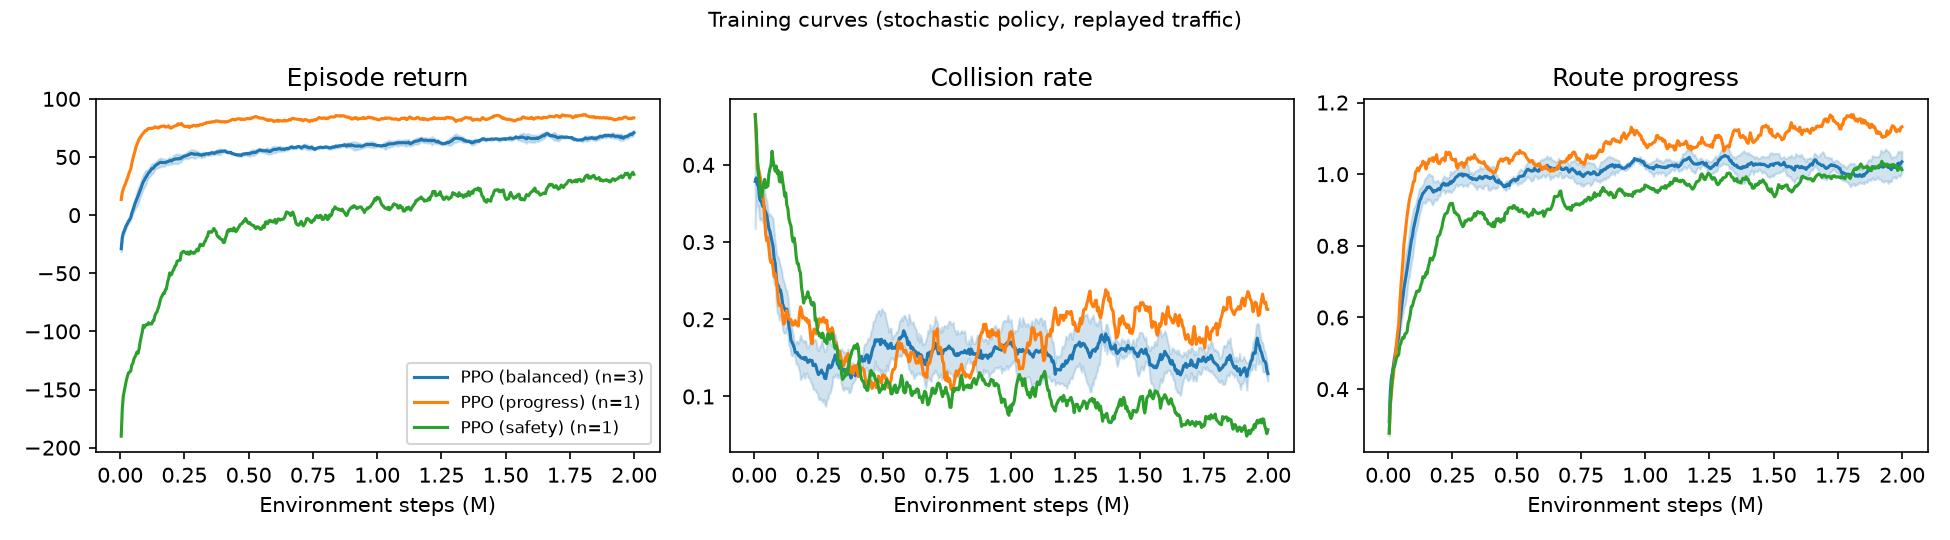 Training curves (stochastic policy, replayed traffic)
Episode return
100
50
0
−50
−100
−150
−200
0.00 0.25 0.50 0.75 1.00 1.25 1.50 1.75 2.00
Environment steps (M)
PPO (balanced) (n=3)
PPO (progress) (n=1)
PPO (safety) (n=1)
Collision rate
0.4
0.3
0.2
0.1
0.00 0.25 0.50 0.75 1.00 1.25 1.50 1.75 2.00
Environment steps (M)
Route progress
1.2
1.0
0.8
0.6
0.4
0.00 0.25 0.50 0.75 1.00 1.25 1.50 1.75 2.00
Environment steps (M)